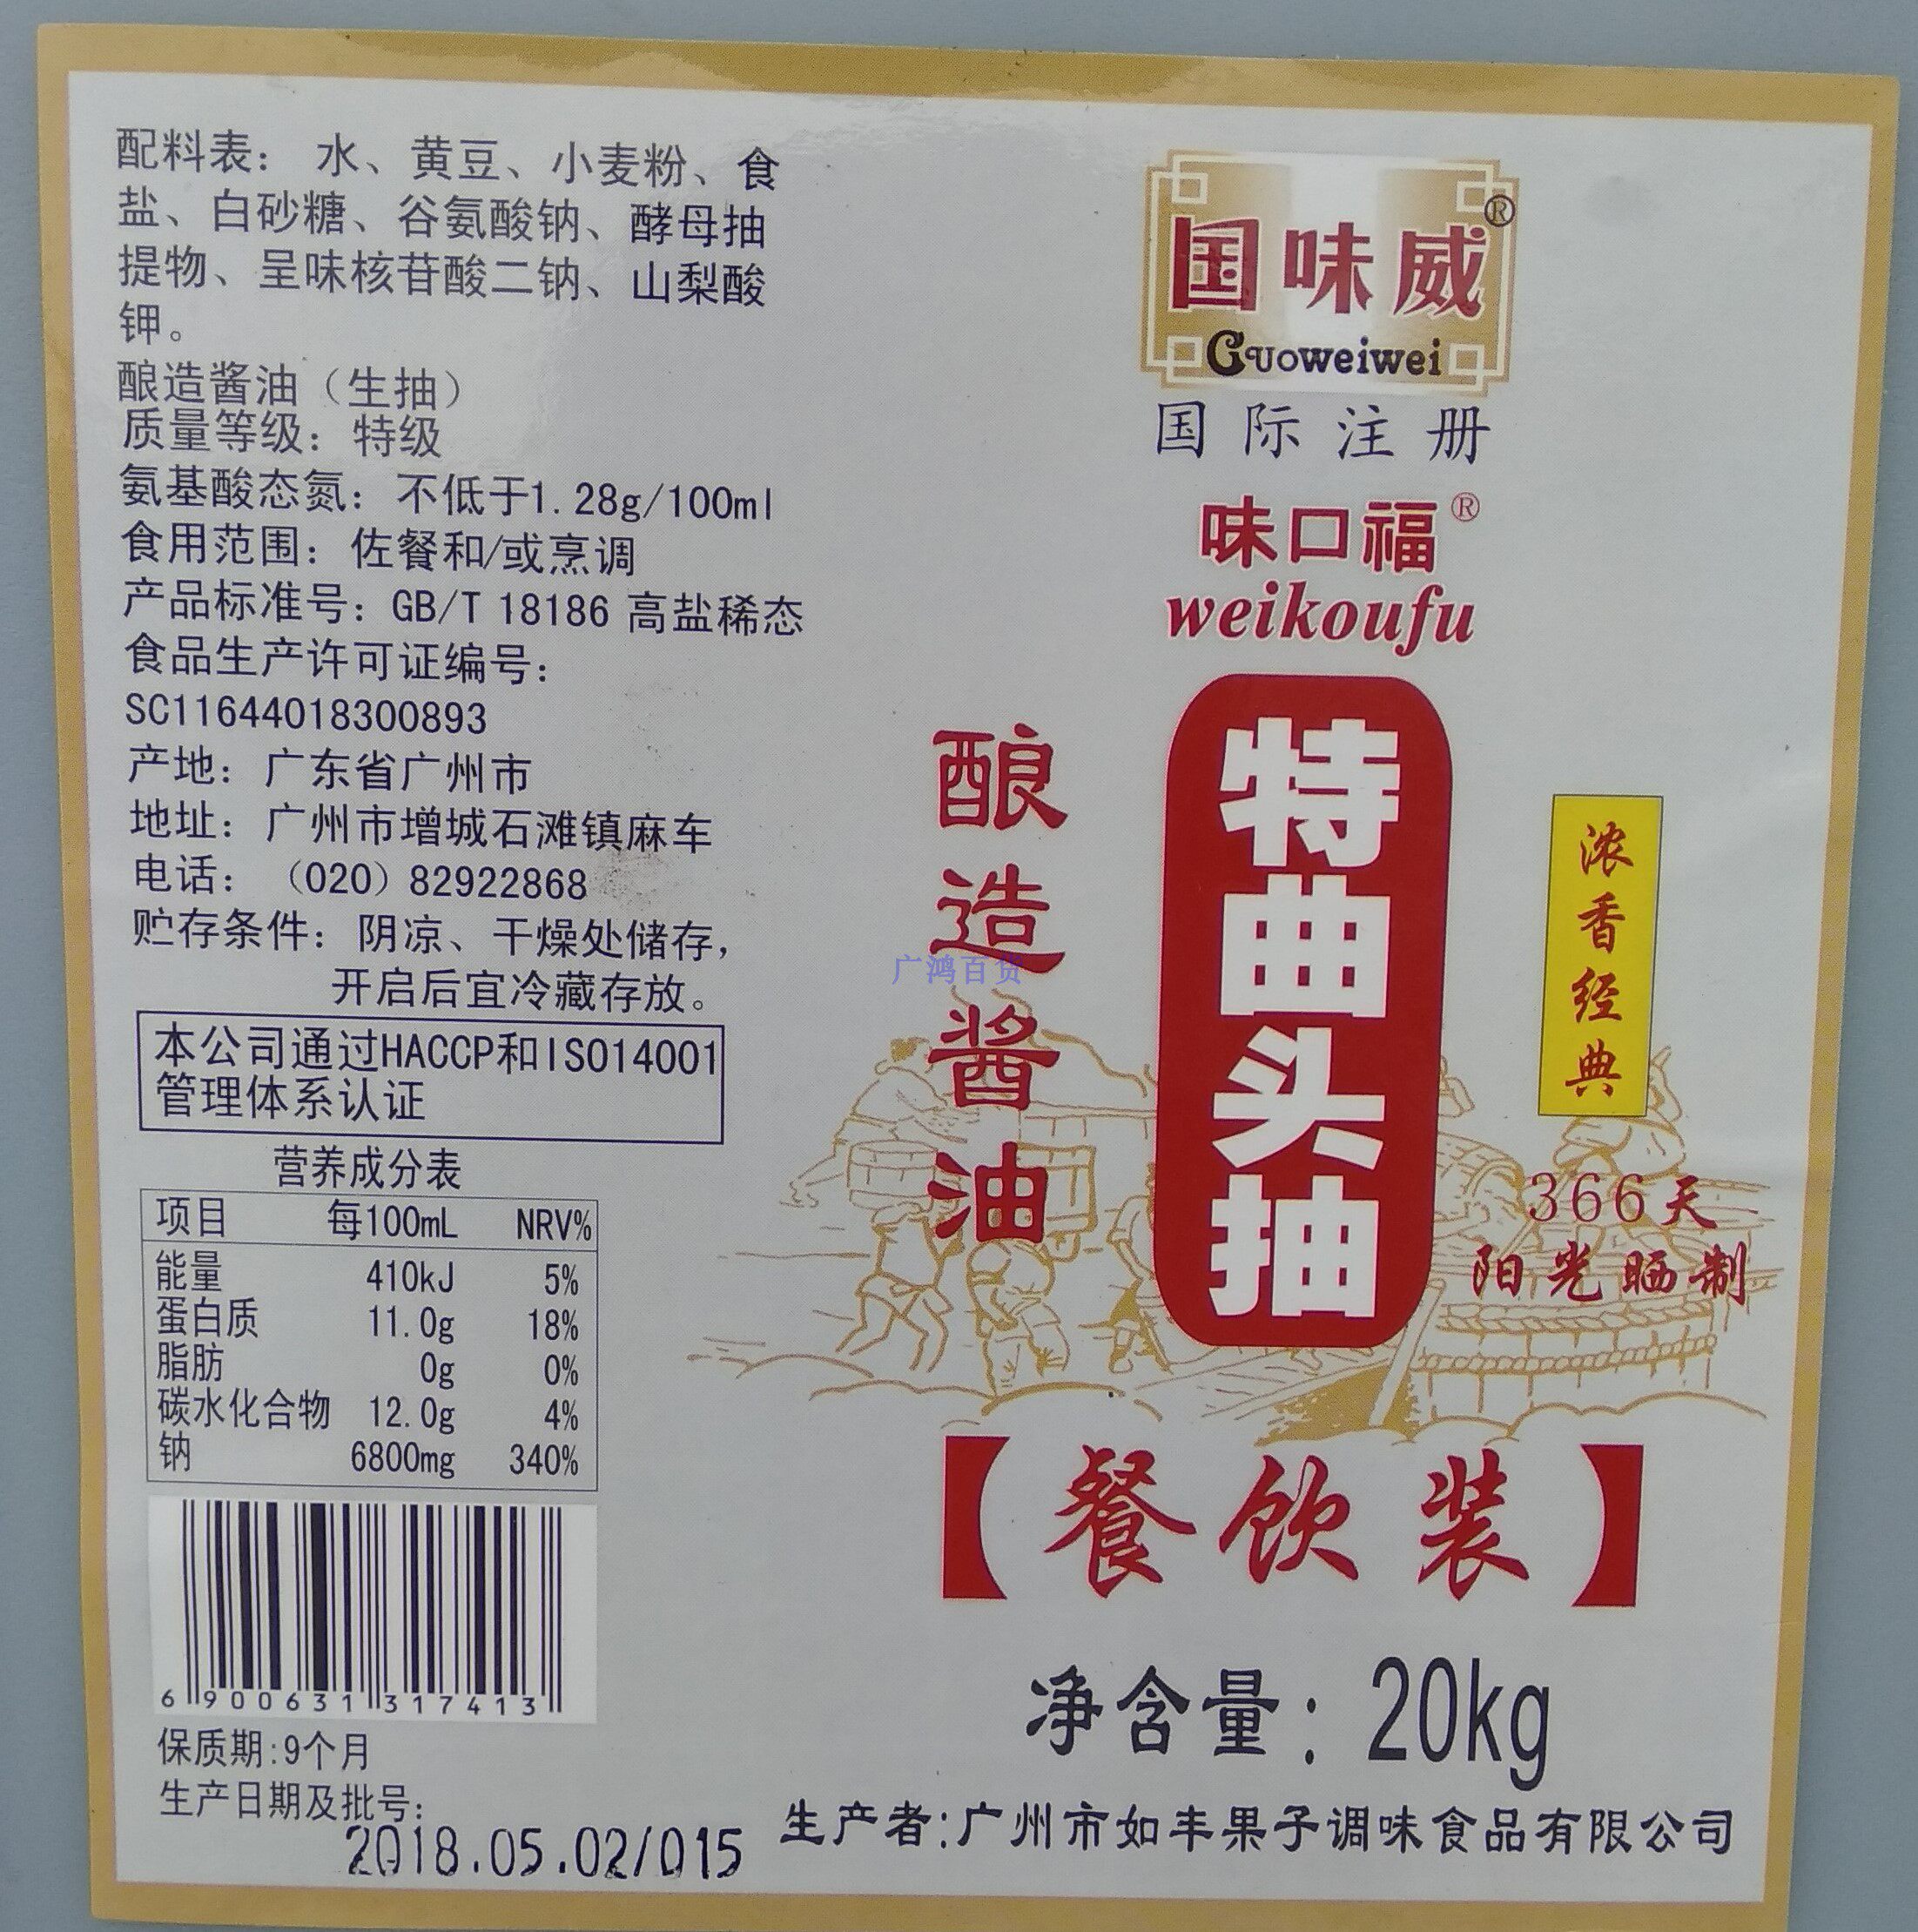 配料表： 水、黄豆、小麦粉、食
盐、白砂糖、谷氨酸钠、酵母抽
提物、呈味核苷酸二钠、山梨酸
钾。
酿造酱油（生抽）
质量等级：特级
氨基酸态氮：不低于1.28g/100ml
食用范围：佐餐和/或烹调
产品标准号：GB/T 18186 高盐稀态
食品生产许可证编号：
SC11644018300893
产地：广东省广州市
地址：广州市增城石滩镇麻车
电话：（020）82922868
贮存条件：阴凉、干燥处储存，
开启后宜冷藏存放。
本公司通过HACCP和ISO14001
管理体系认证
营养成分表
项目 每100mL NRV%
能量 410kJ 5%
蛋白质 11.0g 18%
脂肪 0g 0%
碳水化合物 12.0g 4%
钠 6800mg 340%
6 900631 317413
保质期:9个月
生产日期及批号:
2018.05.02/015
国味威®
Guoweiwei
国际注册
味口福®
weikoufu
酿造酱油
特曲头抽
浓香经典
366天
阳光晒制
【餐饮装】
净含量：20kg
生产者:广州市如丰果子调味食品有限公司
广鸿百货